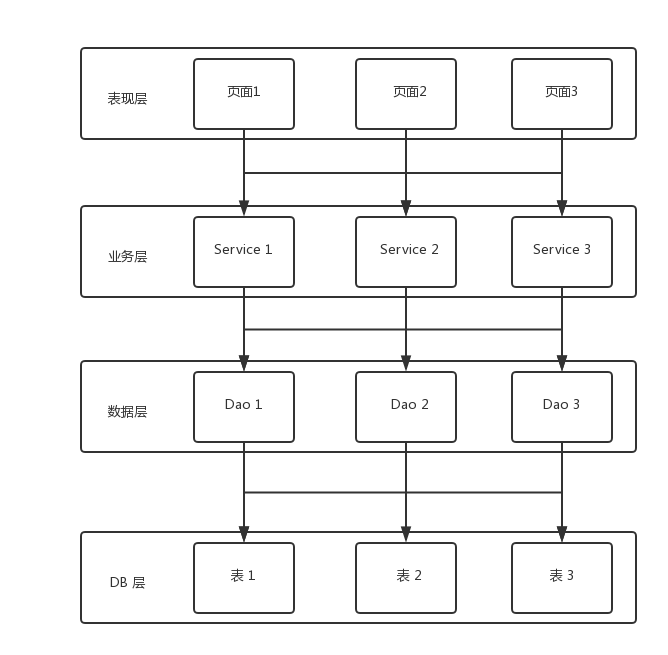 表现层
页面1
页面2
页面3
业务层
Service 1
Service 2
Service 3
数据层
Dao 1
Dao 2
Dao 3
DB 层
表 1
表 2
表 3